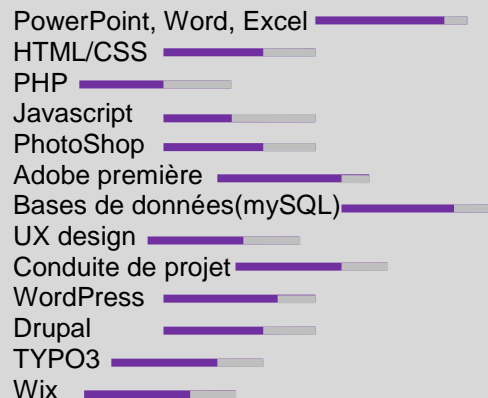 PowerPoint, Word, Excel
HTML/CSS
PHP
Javascript
PhotoShop
Adobe première
Bases de données(mySQL)
UX design
Conduite de projet
WordPress
Drupal
TYPO3
Wix